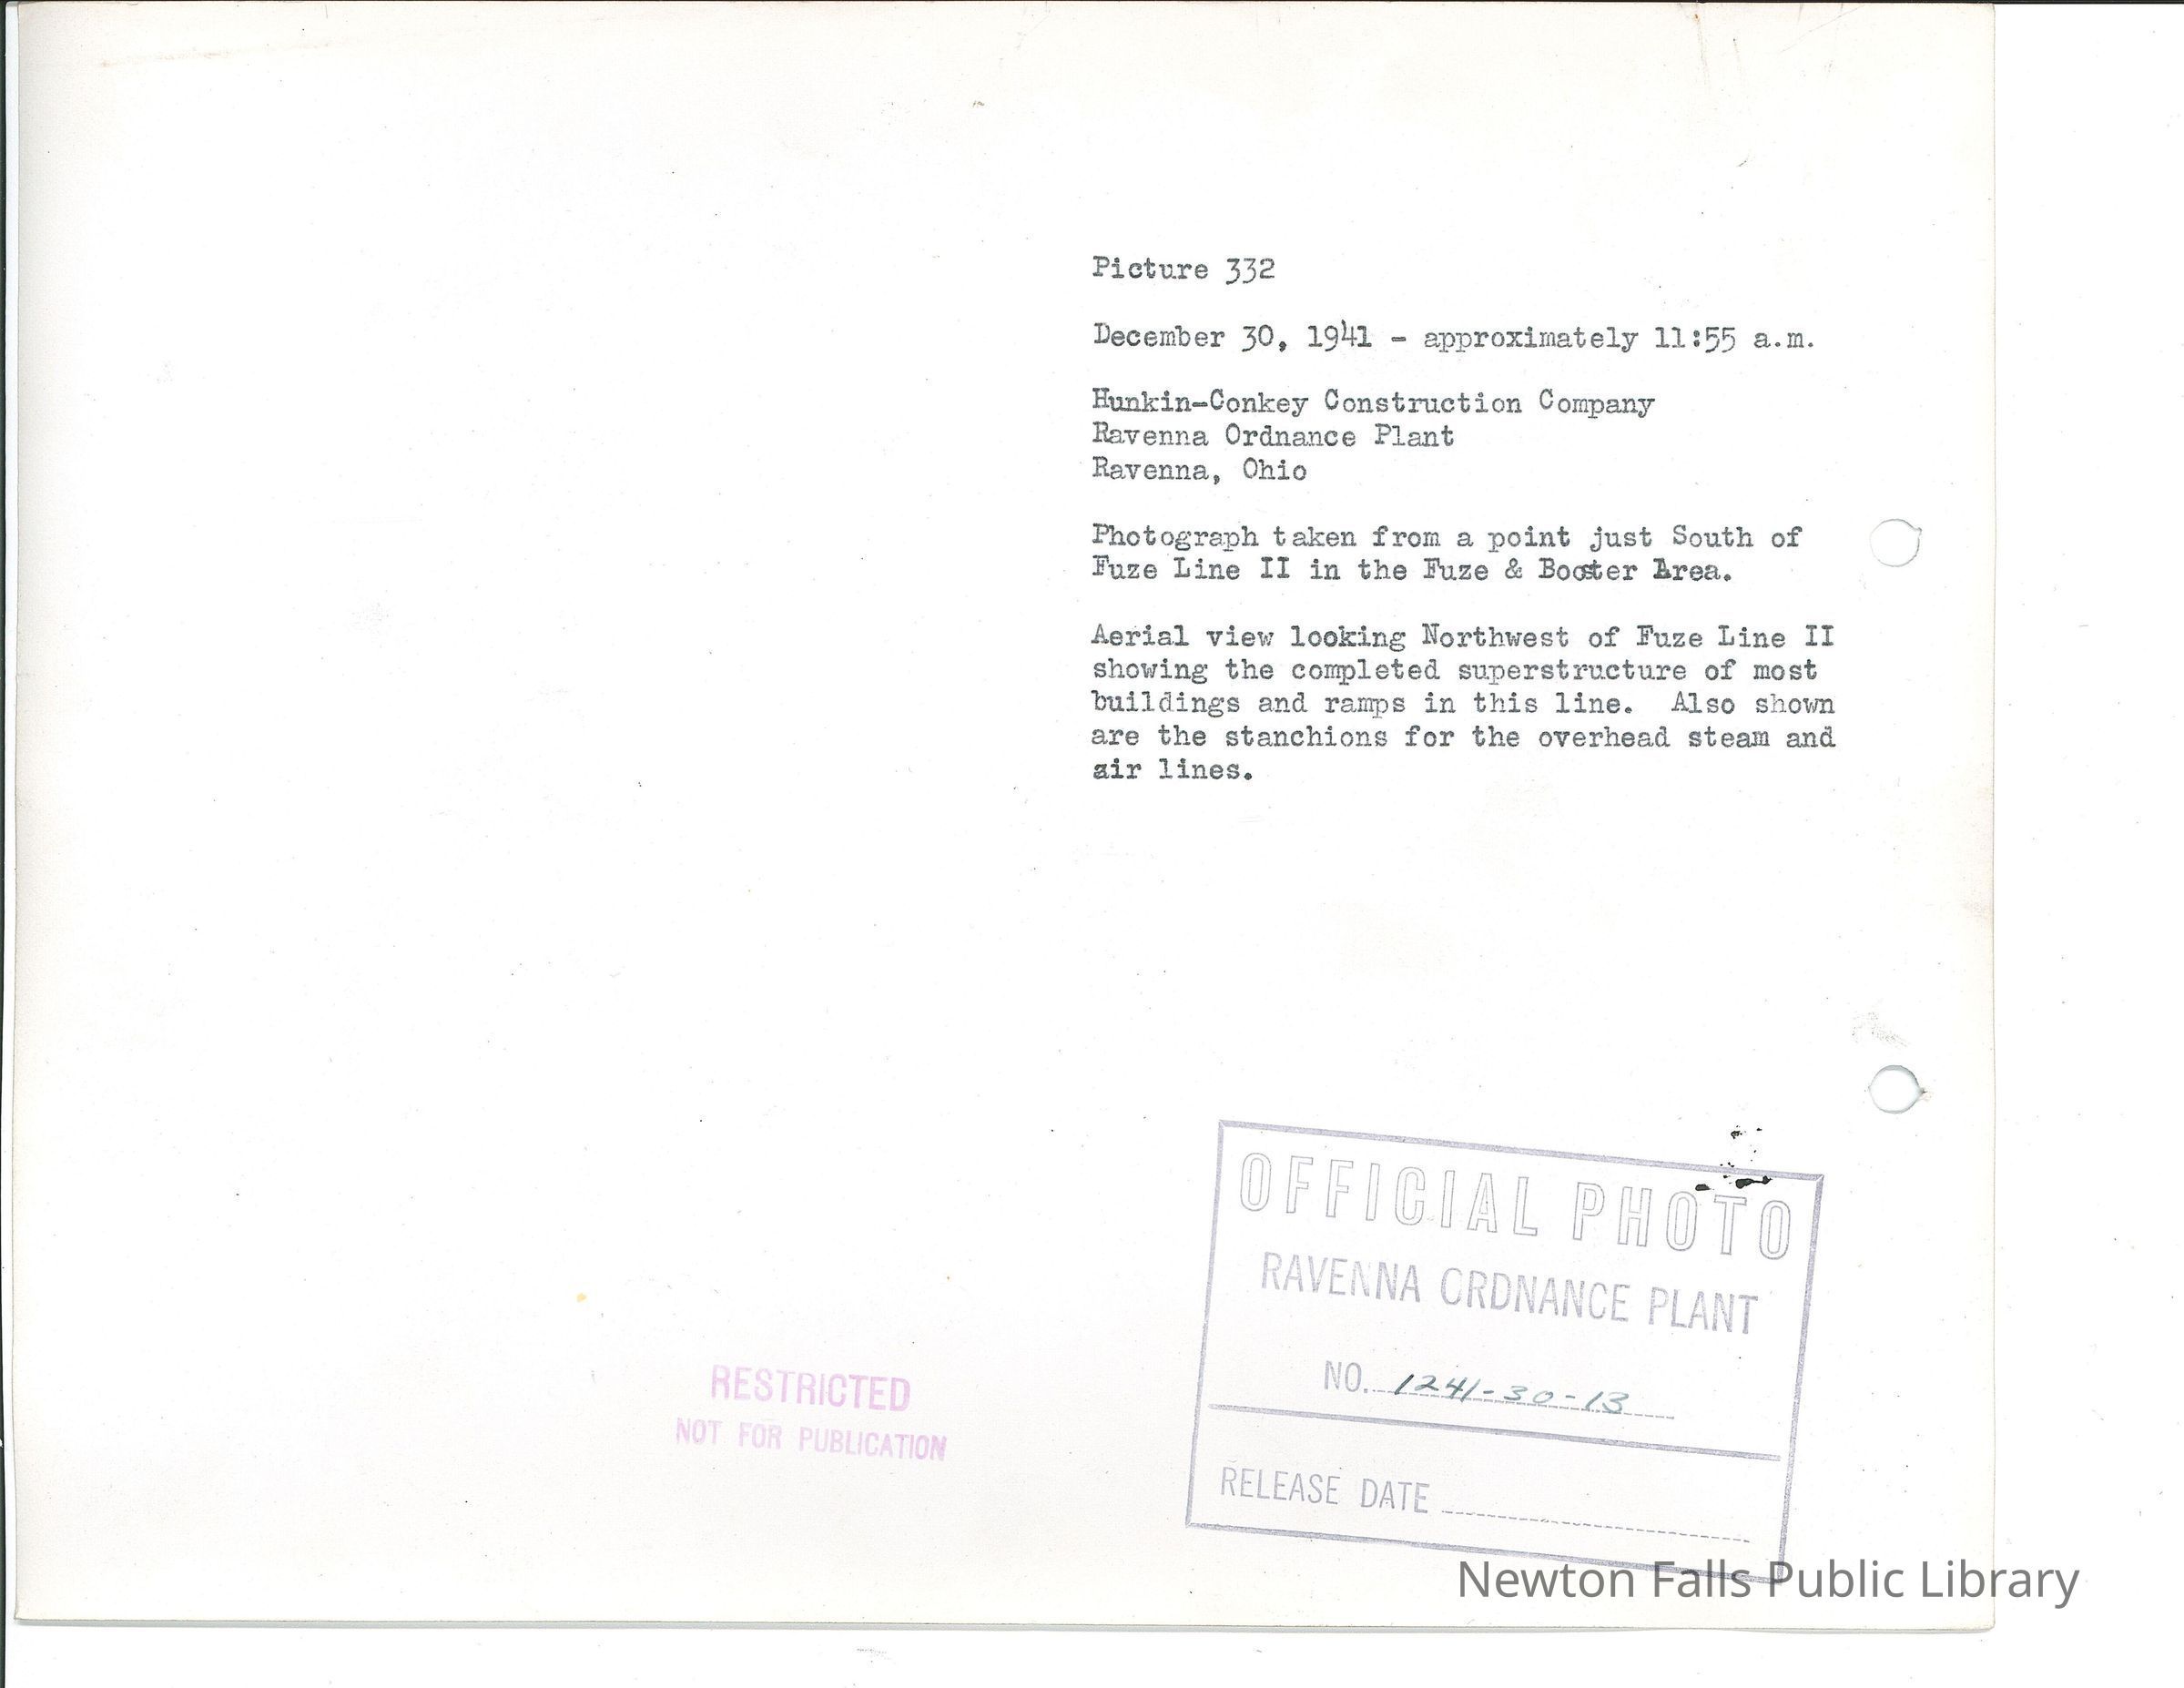 Picture 332
December 30, 1941 - approximately 11:55 a.m.
Hunkin-Conkey Construction Company
Ravenna Ordnance Plant
Ravenna, Ohio
Photograph taken from a point just South of
Fuze Line II in the Fuze & Booster Area.
Aerial view looking Northwest of Fuze Line II
showing the completed superstructure of most
buildings and ramps in this line.  Also shown
are the stanchions for the overhead steam and
air lines.
OFFICIAL PHOTO
RAVENNA ORDNANCE PLANT
NO. 1241-30-13
RELEASE DATE
RESTRICTED
NOT FOR PUBLICATION
Newton Falls Public Library